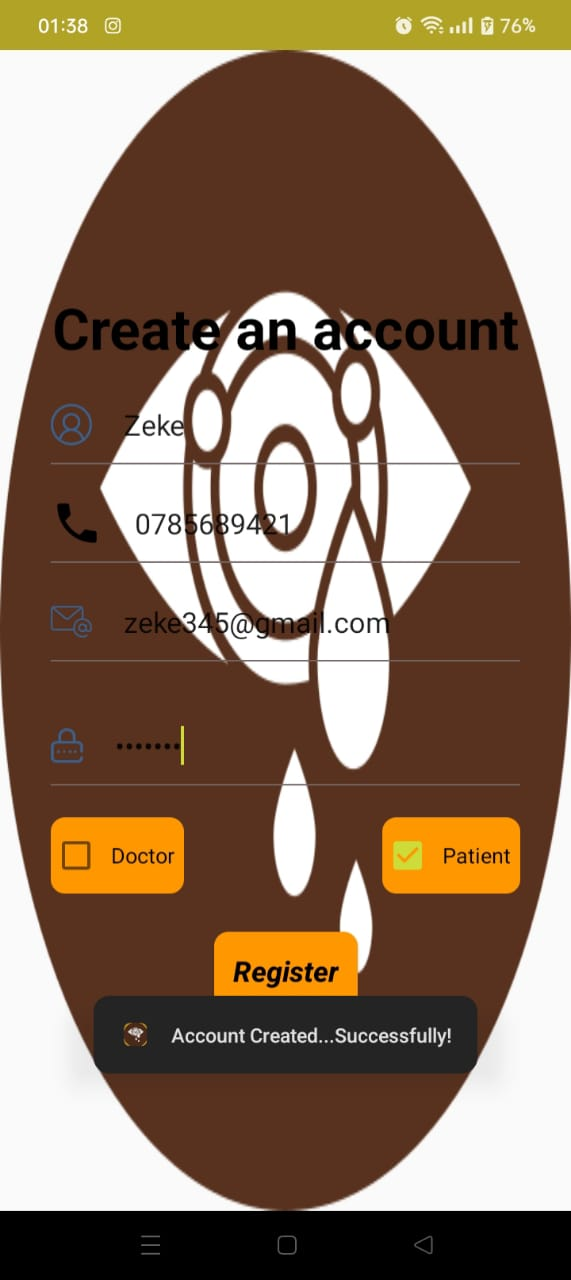 01:38 76%
Create an account
Zeke
0785689421
zeke345@gmail.com
•••••••
Doctor Patient
Register
Account Created...Successfully!